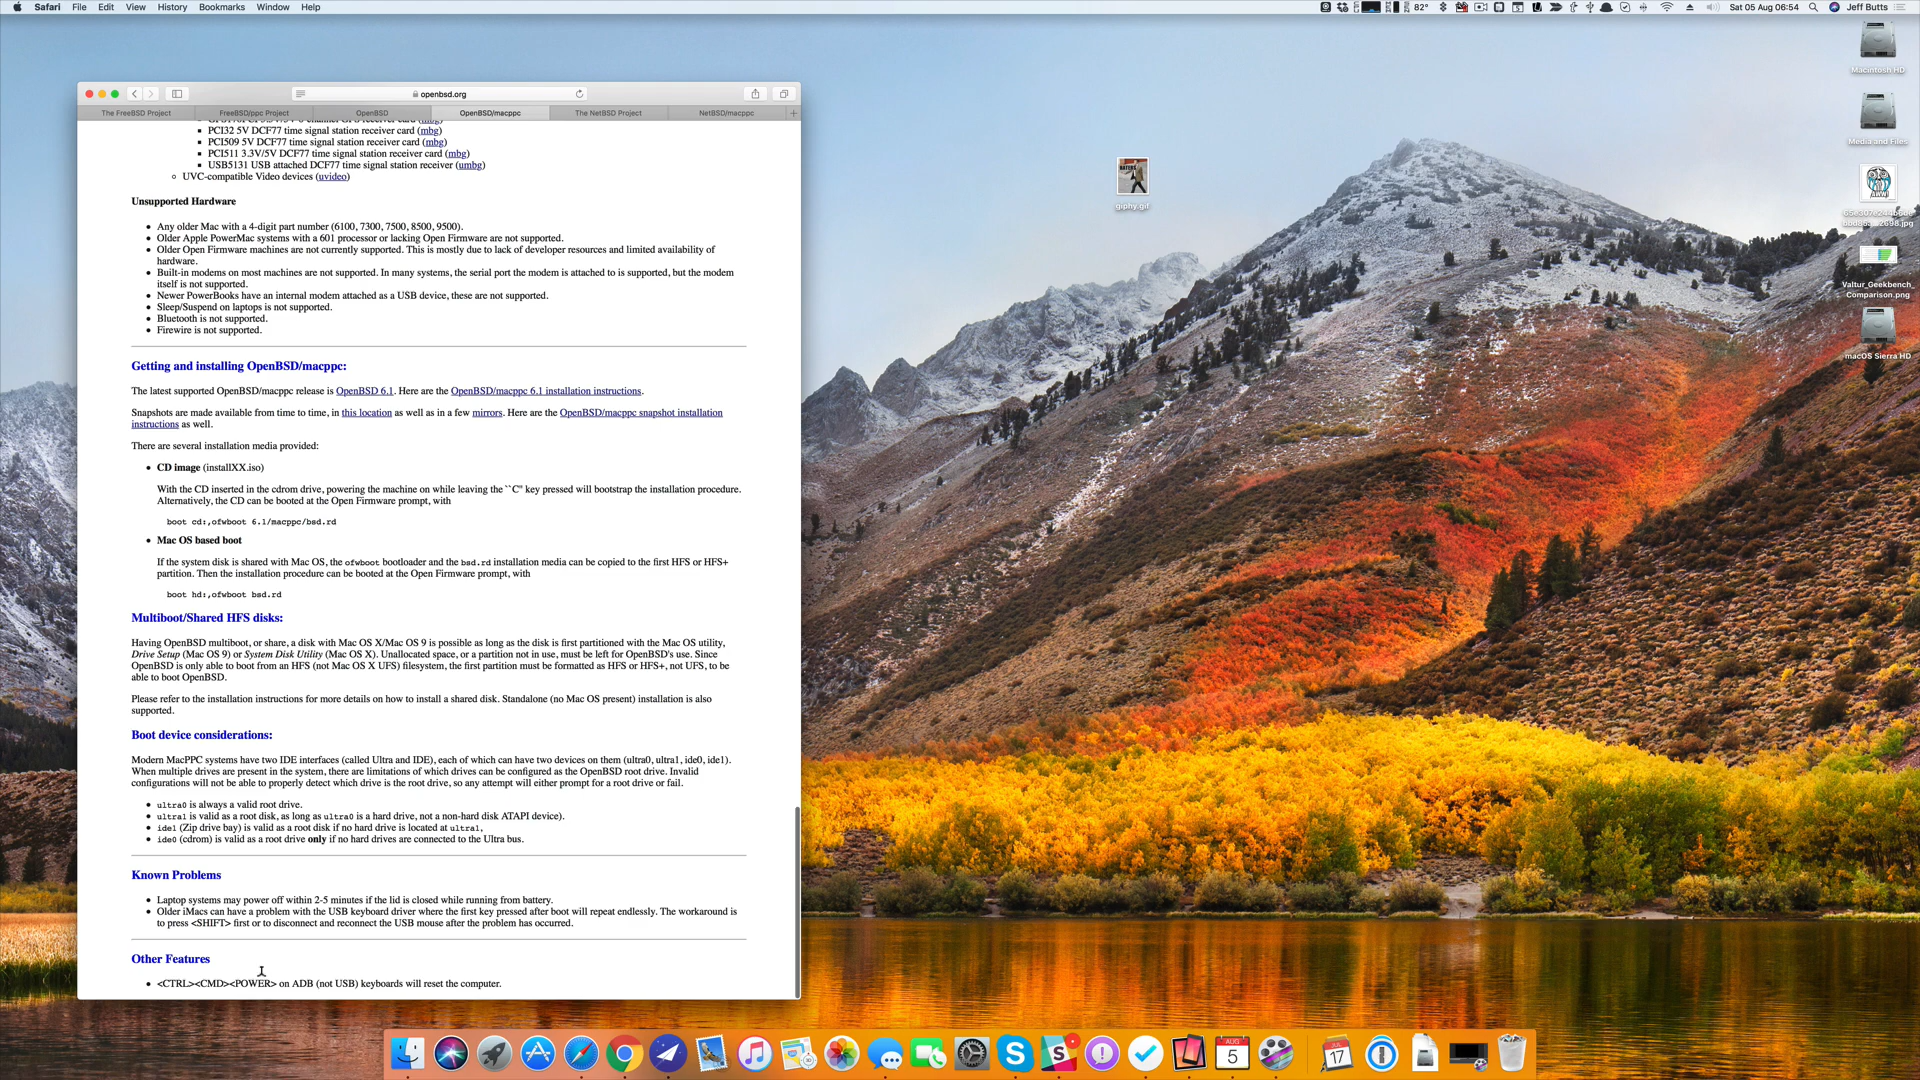 Safari File Edit View History Bookmarks Window Help
82° Sat 05 Aug 06:54 Jeff Butts
openbsd.org
The FreeBSD Project FreeBSD/ppc Project OpenBSD OpenBSD/macppc The NetBSD Project NetBSD/macppc
PCI32 5V DCF77 time signal station receiver card (mbg)
PCI509 5V DCF77 time signal station receiver card (mbg)
PCI511 3.3V/5V DCF77 time signal station receiver card (mbg)
USB5131 USB attached DCF77 time signal station receiver (umbg)
UVC-compatible Video devices (uvideo)
Unsupported Hardware
Any older Mac with a 4-digit part number (6100, 7300, 7500, 8500, 9500).
Older Apple PowerMac systems with a 601 processor or lacking Open Firmware are not supported.
Older Open Firmware machines are not currently supported. This is mostly due to lack of developer resources and limited availability of
hardware.
Built-in modems on most machines are not supported. In many systems, the serial port the modem is attached to is supported, but the modem
itself is not supported.
Newer PowerBooks have an internal modem attached as a USB device, these are not supported.
Sleep/Suspend on laptops is not supported.
Bluetooth is not supported.
Firewire is not supported.
Getting and installing OpenBSD/macppc:
The latest supported OpenBSD/macppc release is OpenBSD 6.1. Here are the OpenBSD/macppc 6.1 installation instructions.
Snapshots are made available from time to time, in this location as well as in a few mirrors. Here are the OpenBSD/macppc snapshot installation
instructions as well.
There are several installation media provided:
CD image (installXX.iso)
With the CD inserted in the cdrom drive, powering the machine on while leaving the ``C'' key pressed will bootstrap the installation procedure.
Alternatively, the CD can be booted at the Open Firmware prompt, with
boot cd:,ofwboot 6.1/macppc/bsd.rd
Mac OS based boot
If the system disk is shared with Mac OS, the ofwboot bootloader and the bsd.rd installation media can be copied to the first HFS or HFS+
partition. Then the installation procedure can be booted at the Open Firmware prompt, with
boot hd:,ofwboot bsd.rd
Multiboot/Shared HFS disks:
Having OpenBSD multiboot, or share, a disk with Mac OS X/Mac OS 9 is possible as long as the disk is first partitioned with the Mac OS utility,
Drive Setup (Mac OS 9) or System Disk Utility (Mac OS X). Unallocated space, or a partition not in use, must be left for OpenBSD's use. Since
OpenBSD is only able to boot from an HFS (not Mac OS X UFS) filesystem, the first partition must be formatted as HFS or HFS+, not UFS, to be
able to boot OpenBSD.
Please refer to the installation instructions for more details on how to install a shared disk. Standalone (no Mac OS present) installation is also
supported.
Boot device considerations:
Modern MacPPC systems have two IDE interfaces (called Ultra and IDE), each of which can have two devices on them (ultra0, ultra1, ide0, ide1).
When multiple drives are present in the system, there are limitations of which drives can be configured as the OpenBSD root drive. Invalid
configurations will not be able to properly detect which drive is the root drive, so any attempt will either prompt for a root drive or fail.
ultra0 is always a valid root drive.
ultra1 is valid as a root disk, as long as ultra0 is a hard drive, not a non-hard disk ATAPI device).
ide1 (Zip drive bay) is valid as a root disk if no hard drive is located at ultra1,
ide0 (cdrom) is valid as a root drive only if no hard drives are connected to the Ultra bus.
Known Problems
Laptop systems may power off within 2-5 minutes if the lid is closed while running from battery.
Older iMacs can have a problem with the USB keyboard driver where the first key pressed after boot will repeat endlessly. The workaround is
to press <SHIFT> first or to disconnect and reconnect the USB mouse after the problem has occurred.
Other Features
<CTRL><CMD><POWER> on ADB (not USB) keyboards will reset the computer.
giphy.gif
Macintosh HD
Media and Files
Valtur_Geekbench_
Comparison.png
macOS Sierra HD
JUL
17
AUG
5